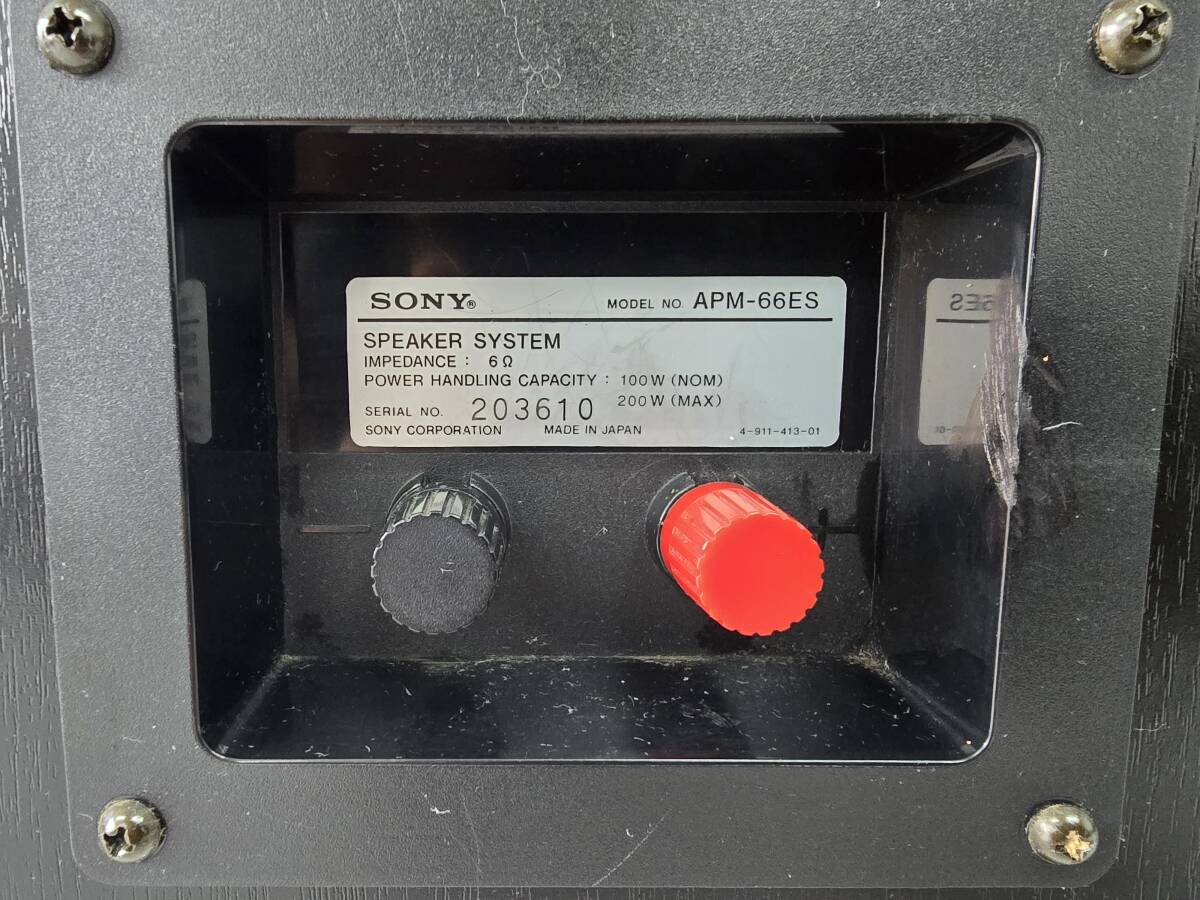 SONY® MODEL NO. APM-66ES
SPEAKER SYSTEM
IMPEDANCE : 6Ω
POWER HANDLING CAPACITY : 100W (NOM)
200W (MAX)
SERIAL NO. 203610
SONY CORPORATION MADE IN JAPAN 4-911-413-01